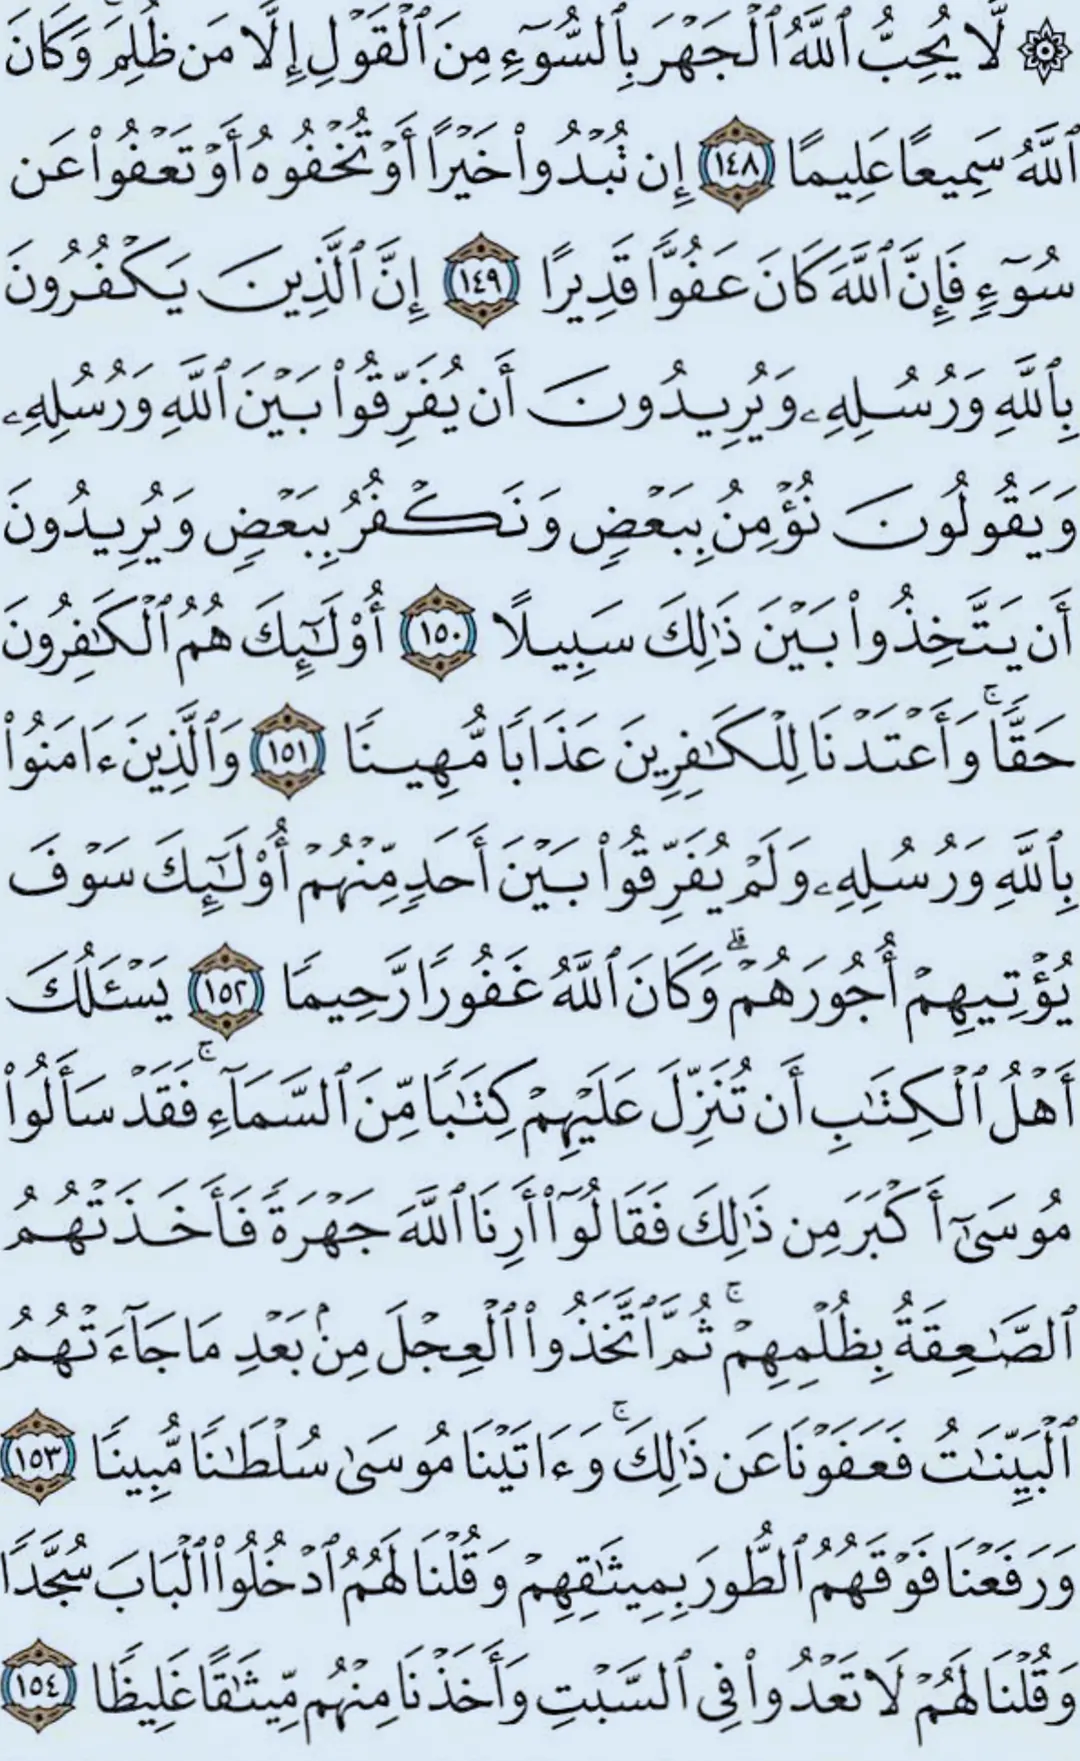 ۞ لَّا يُحِبُّ ٱللَّهُ ٱلْجَهْرَ بِٱلسُّوٓءِ مِنَ ٱلْقَوْلِ إِلَّا مَن ظُلِمَ ۚ وَكَانَ
ٱللَّهُ سَمِيعًا عَلِيمًا ١٤٨ إِن تُبْدُوا۟ خَيْرًا أَوْ تُخْفُوهُ أَوْ تَعْفُوا۟ عَن
سُوٓءٍ فَإِنَّ ٱللَّهَ كَانَ عَفُوًّا قَدِيرًا ١٤٩ إِنَّ ٱلَّذِينَ يَكْفُرُونَ
بِٱللَّهِ وَرُسُلِهِۦ وَيُرِيدُونَ أَن يُفَرِّقُوا۟ بَيْنَ ٱللَّهِ وَرُسُلِهِۦ
وَيَقُولُونَ نُؤْمِنُ بِبَعْضٍ وَنَكْفُرُ بِبَعْضٍ وَيُرِيدُونَ
أَن يَتَّخِذُوا۟ بَيْنَ ذَٰلِكَ سَبِيلًا ١٥٠ أُو۟لَـٰٓئِكَ هُمُ ٱلْكَـٰفِرُونَ
حَقًّا ۚ وَأَعْتَدْنَا لِلْكَـٰفِرِينَ عَذَابًا مُّهِينًا ١٥١ وَٱلَّذِينَ ءَامَنُوا۟
بِٱللَّهِ وَرُسُلِهِۦ وَلَمْ يُفَرِّقُوا۟ بَيْنَ أَحَدٍ مِّنْهُمْ أُو۟لَـٰٓئِكَ سَوْفَ
يُؤْتِيهِمْ أُجُورَهُمْ ۗ وَكَانَ ٱللَّهُ غَفُورًا رَّحِيمًا ١٥٢ يَسْـَٔلُكَ
أَهْلُ ٱلْكِتَـٰبِ أَن تُنَزِّلَ عَلَيْهِمْ كِتَـٰبًا مِّنَ ٱلسَّمَآءِ ۚ فَقَدْ سَأَلُوا۟
مُوسَىٰٓ أَكْبَرَ مِن ذَٰلِكَ فَقَالُوٓا۟ أَرِنَا ٱللَّهَ جَهْرَةً فَأَخَذَتْهُمُ
ٱلصَّـٰعِقَةُ بِظُلْمِهِمْ ۚ ثُمَّ ٱتَّخَذُوا۟ ٱلْعِجْلَ مِنۢ بَعْدِ مَا جَآءَتْهُمُ
ٱلْبَيِّنَـٰتُ فَعَفَوْنَا عَن ذَٰلِكَ ۚ وَءَاتَيْنَا مُوسَىٰ سُلْطَـٰنًا مُّبِينًا ١٥٣
وَرَفَعْنَا فَوْقَهُمُ ٱلطُّورَ بِمِيثَـٰقِهِمْ وَقُلْنَا لَهُمُ ٱدْخُلُوا۟ ٱلْبَابَ سُجَّدًا
وَقُلْنَا لَهُمْ لَا تَعْدُوا۟ فِى ٱلسَّبْتِ وَأَخَذْنَا مِنْهُم مِّيثَـٰقًا غَلِيظًا ١٥٤